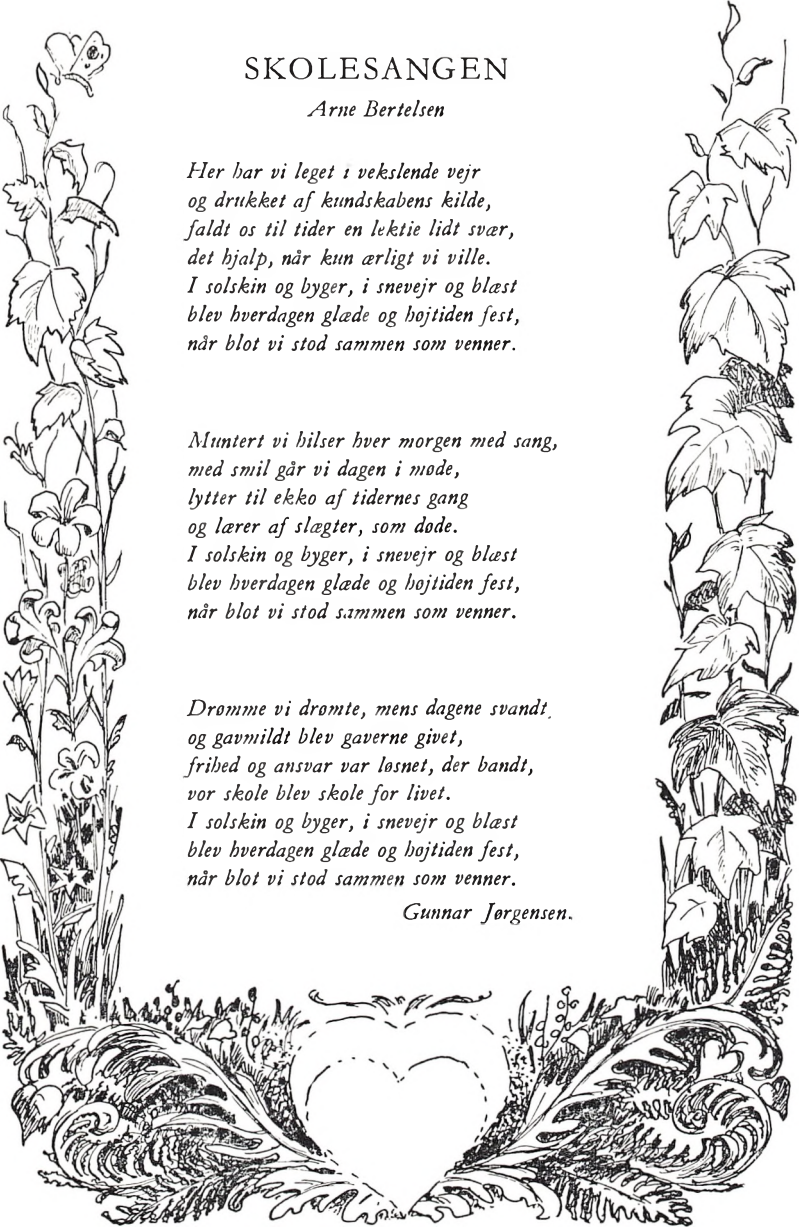 SKOLESANGEN
Arne Bertelsen
Her har vi leget i vekslende vejr
og drukket af kundskabens kilde,
faldt os til tider en lektie lidt svær,
det hjalp, når kun ærligt vi ville.
I solskin og byger, i snevejr og blæst
blev hverdagen glæde og højtiden fest,
når blot vi stod sammen som venner.
Muntert vi hilser hver morgen med sang,
med smil går vi dagen i møde,
lytter til ekko af tidernes gang
og lærer af slægter, som døde.
I solskin og byger, i snevejr og blæst
blev hverdagen glæde og højtiden fest,
når blot vi stod sammen som venner.
Drømme vi drømte, mens dagene svandt,
og gavmildt blev gaverne givet,
frihed og ansvar var løsnet, der bandt,
vor skole blev skole for livet.
I solskin og byger, i snevejr og blæst
blev hverdagen glæde og højtiden fest,
når blot vi stod sammen som venner.
Gunnar Jørgensen.